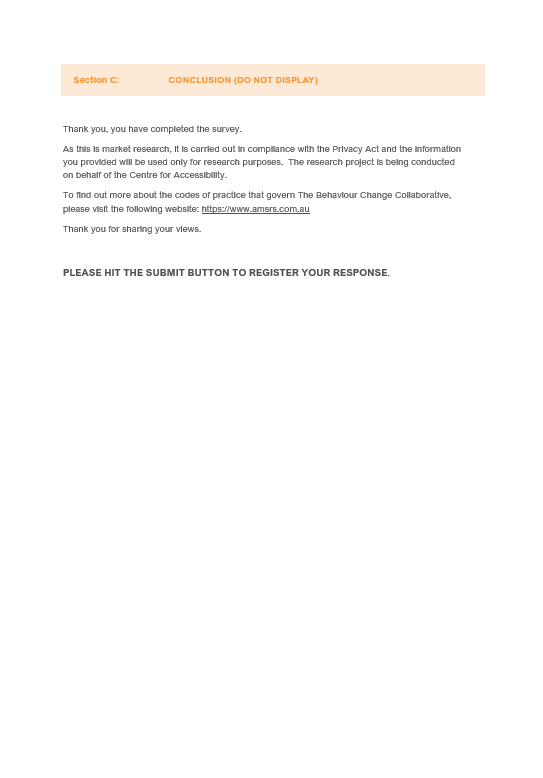 Section C: CONCLUSION (DO NOT DISPLAY)
Thank you, you have completed the survey.
As this is market research, it is carried out in compliance with the Privacy Act and the information
you provided will be used only for research purposes.  The research project is being conducted
on behalf of the Centre for Accessibility.
To find out more about the codes of practice that govern The Behaviour Change Collaborative,
please visit the following website: https://www.amsrs.com.au
Thank you for sharing your views.
PLEASE HIT THE SUBMIT BUTTON TO REGISTER YOUR RESPONSE.